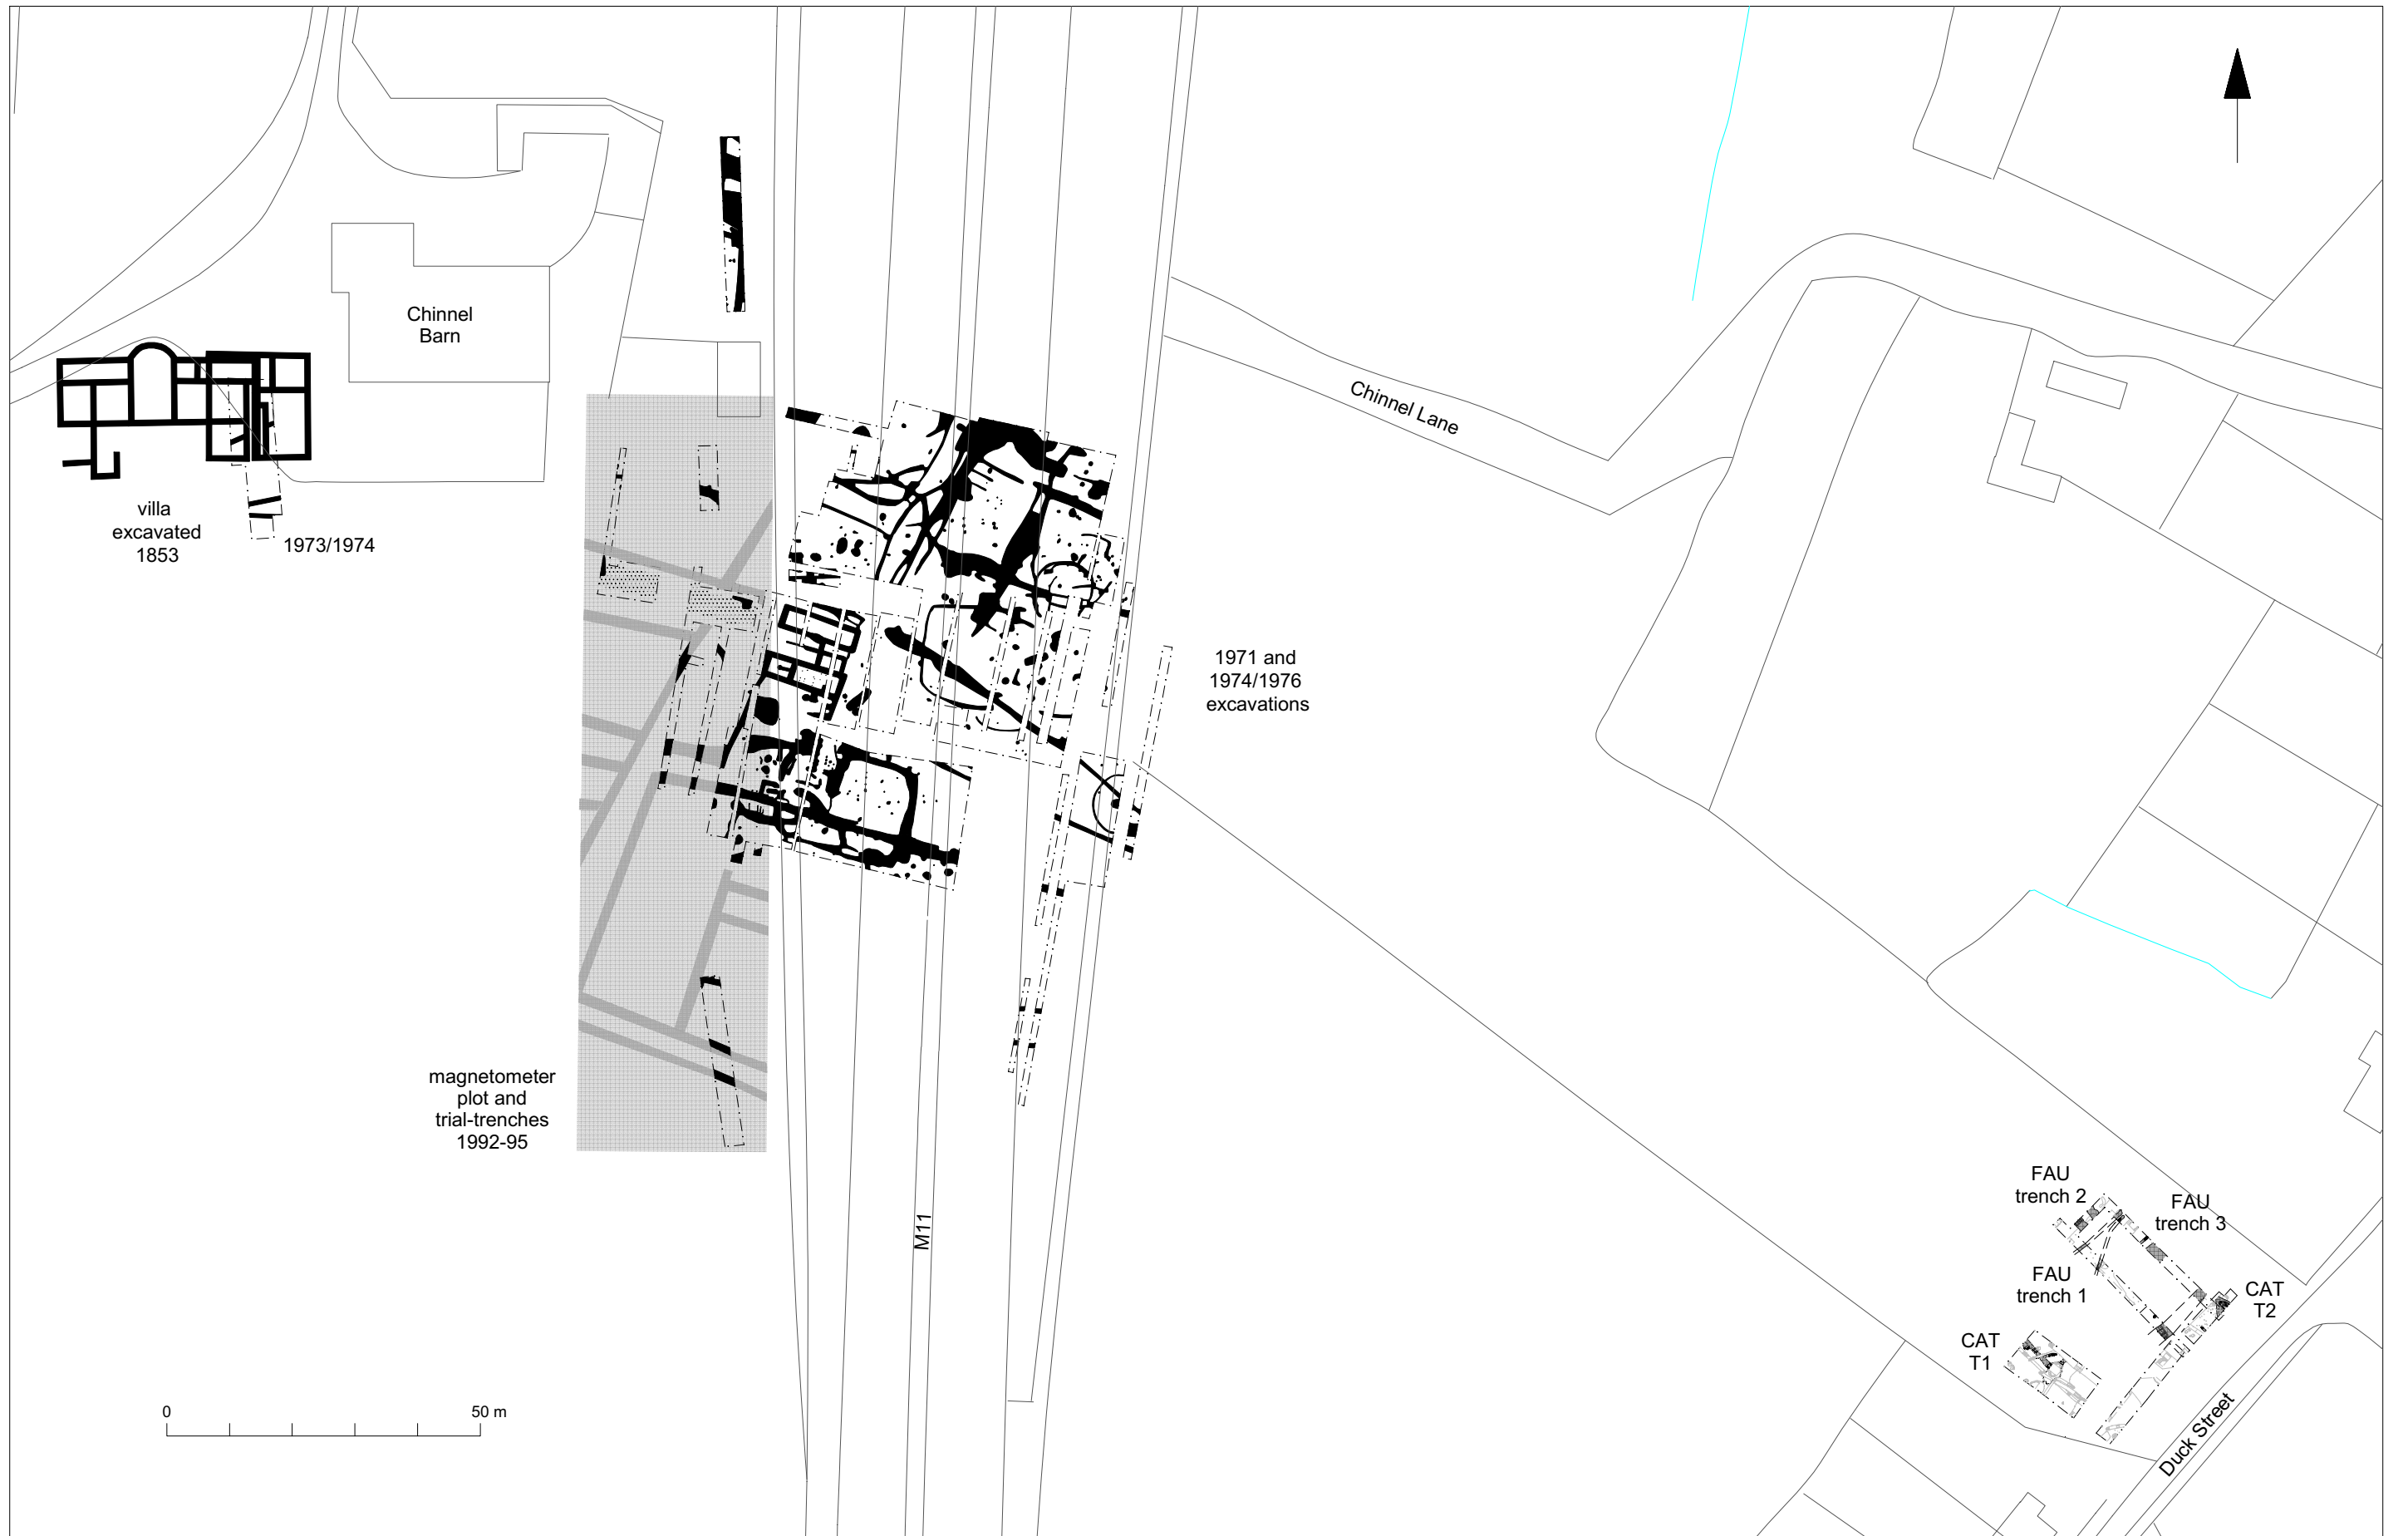 Chinnel
Barn
Chinnel Lane
villa
excavated
1853
1973/1974
1971 and
1974/1976
excavations
magnetometer
plot and
trial-trenches
1992-95
M11
FAU
trench 2
FAU
trench 3
FAU
trench 1
CAT
T2
CAT
T1
Duck Street
0
50 m